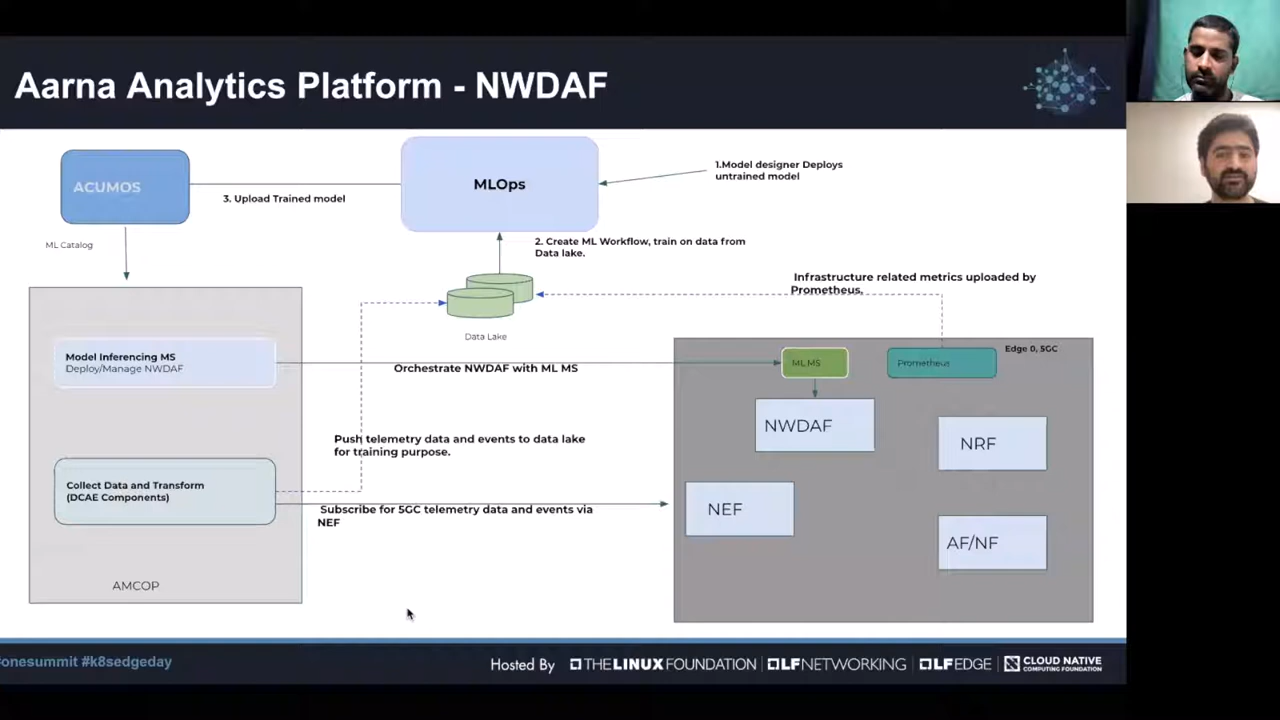 Aarna Analytics Platform - NWDAF
ACUMOS
MLOps
1.Model designer Deploys
untrained model
3. Upload Trained model
ML Catalog
2. Create ML Workflow, train on data from
Data lake.
Infrastructure related metrics uploaded by
Prometheus.
Data Lake
Edge 0, 5GC
Model Inferencing MS
Deploy/Manage NWDAF
Orchestrate NWDAF with ML MS
ML MS
Prometheus
NWDAF
NRF
Push telemetry data and events to data lake
for training purpose.
Collect Data and Transform
(DCAE Components)
Subscribe for 5GC telemetry data and events via
NEF
NEF
AF/NF
AMCOP
#onesummit #k8sedgeday
Hosted By
THE LINUX FOUNDATION
LF NETWORKING
LF EDGE
CLOUD NATIVE
COMPUTING FOUNDATION